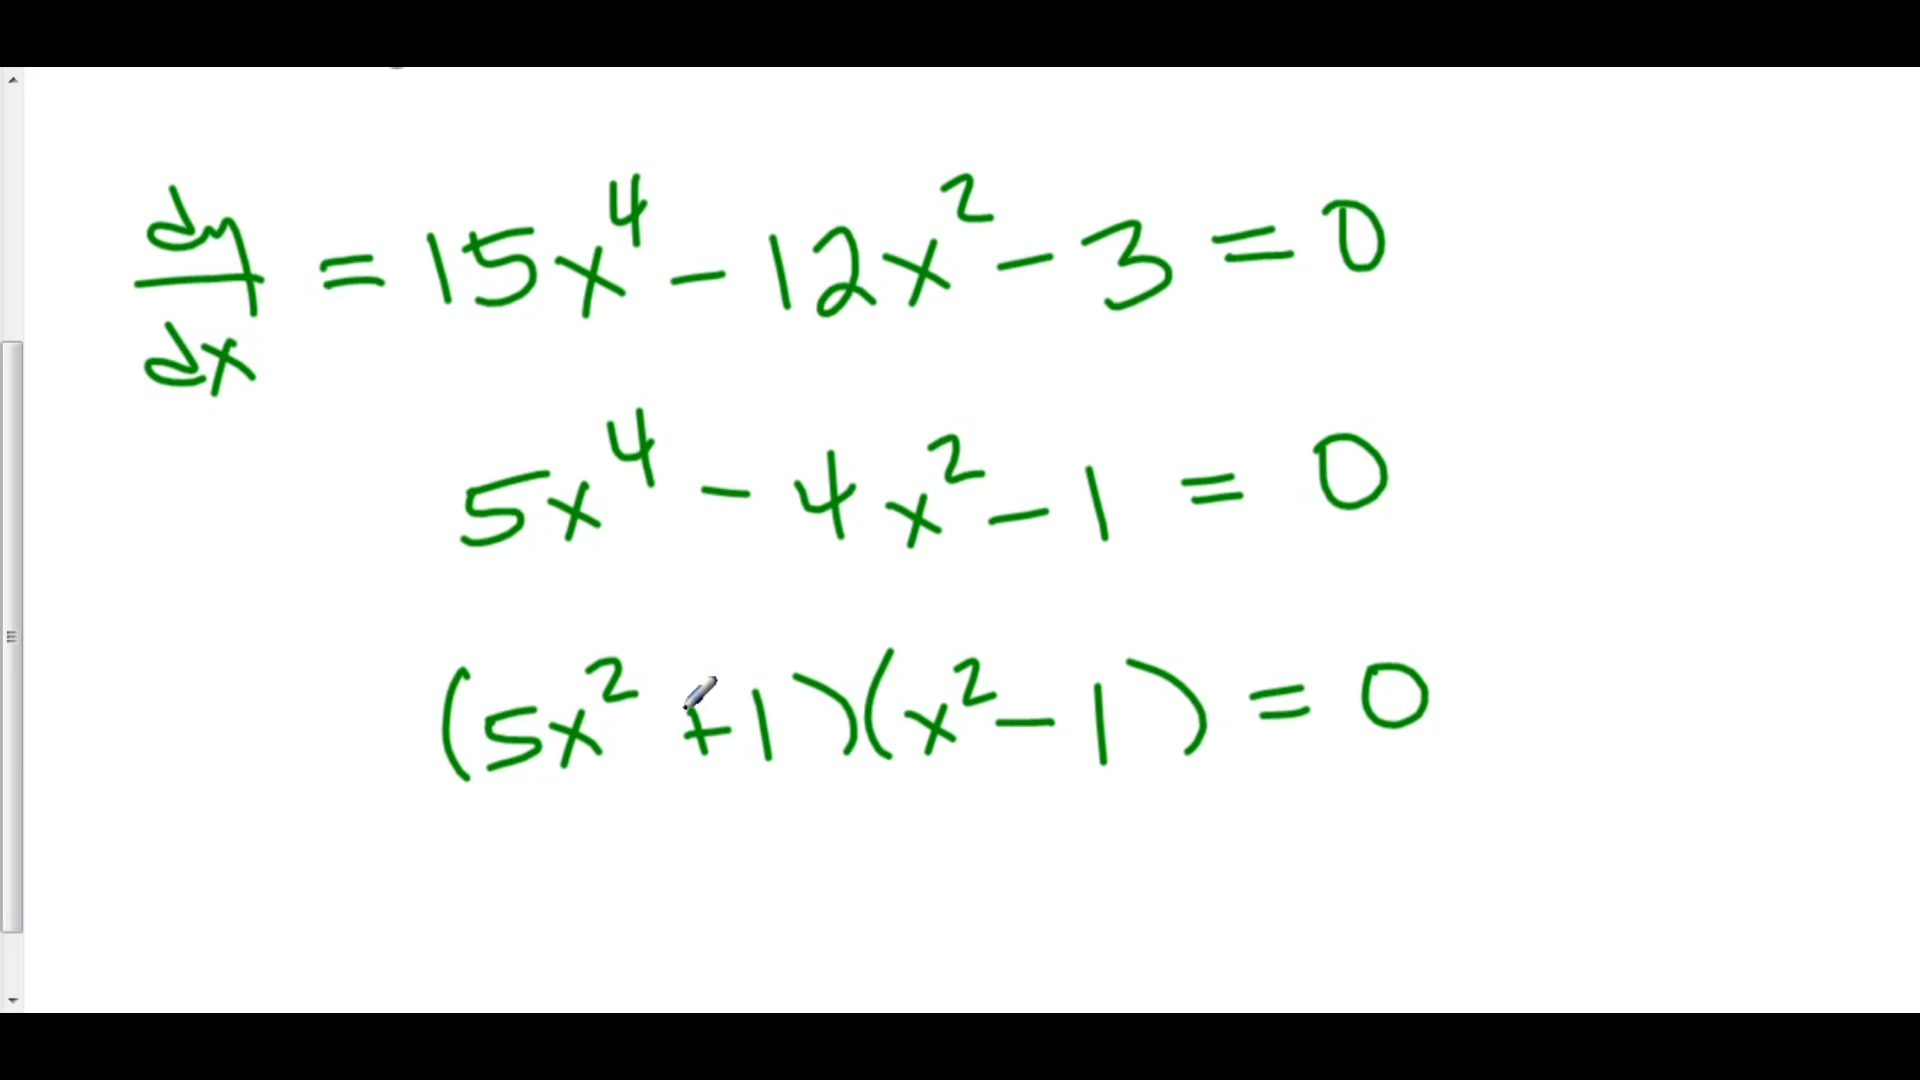 dy/dx = 15x⁴ - 12x² - 3 = 0
5x⁴ - 4x² - 1 = 0
(5x² + 1)(x² - 1) = 0